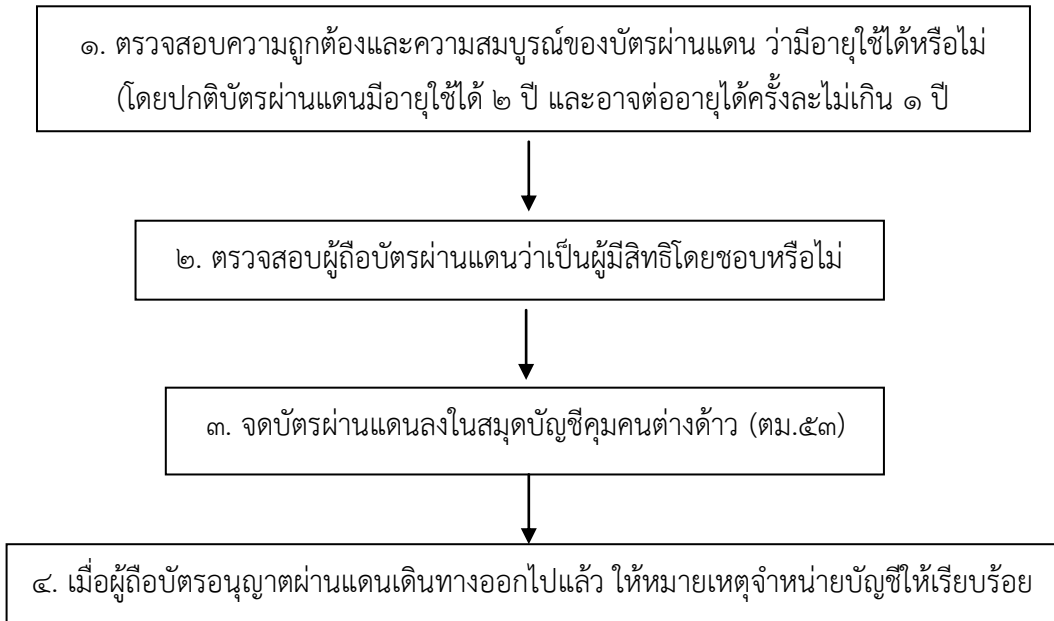 ๑. ตรวจสอบความถูกต้องและความสมบูรณ์ของบัตรผ่านแดน ว่ามีอายุใช้ได้หรือไม่
(โดยปกติบัตรผ่านแดนมีอายุใช้ได้ ๒ ปี และอาจต่ออายุได้ครั้งละไม่เกิน ๑ ปี
๒. ตรวจสอบผู้ถือบัตรผ่านแดนว่าเป็นผู้มีสิทธิโดยชอบหรือไม่
๓. จดบัตรผ่านแดนลงในสมุดบัญชีคุมคนต่างด้าว (ตม.๕๓)
๔. เมื่อผู้ถือบัตรอนุญาตผ่านแดนเดินทางออกไปแล้ว ให้หมายเหตุจำหน่ายบัญชีให้เรียบร้อย